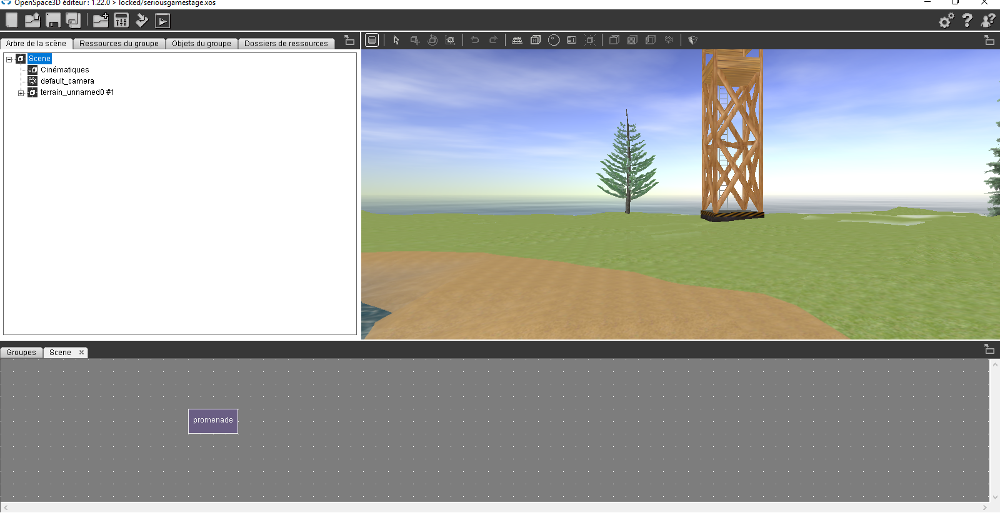 OpenSpace3D éditeur : 1.22.0 > locked/seriousgamestage.xos
Arbre de la scène
Ressources du groupe
Objets du groupe
Dossiers de ressources
Scene
Cinématiques
default_camera
terrain_unnamed0 #1
Groupes
Scene
promenade